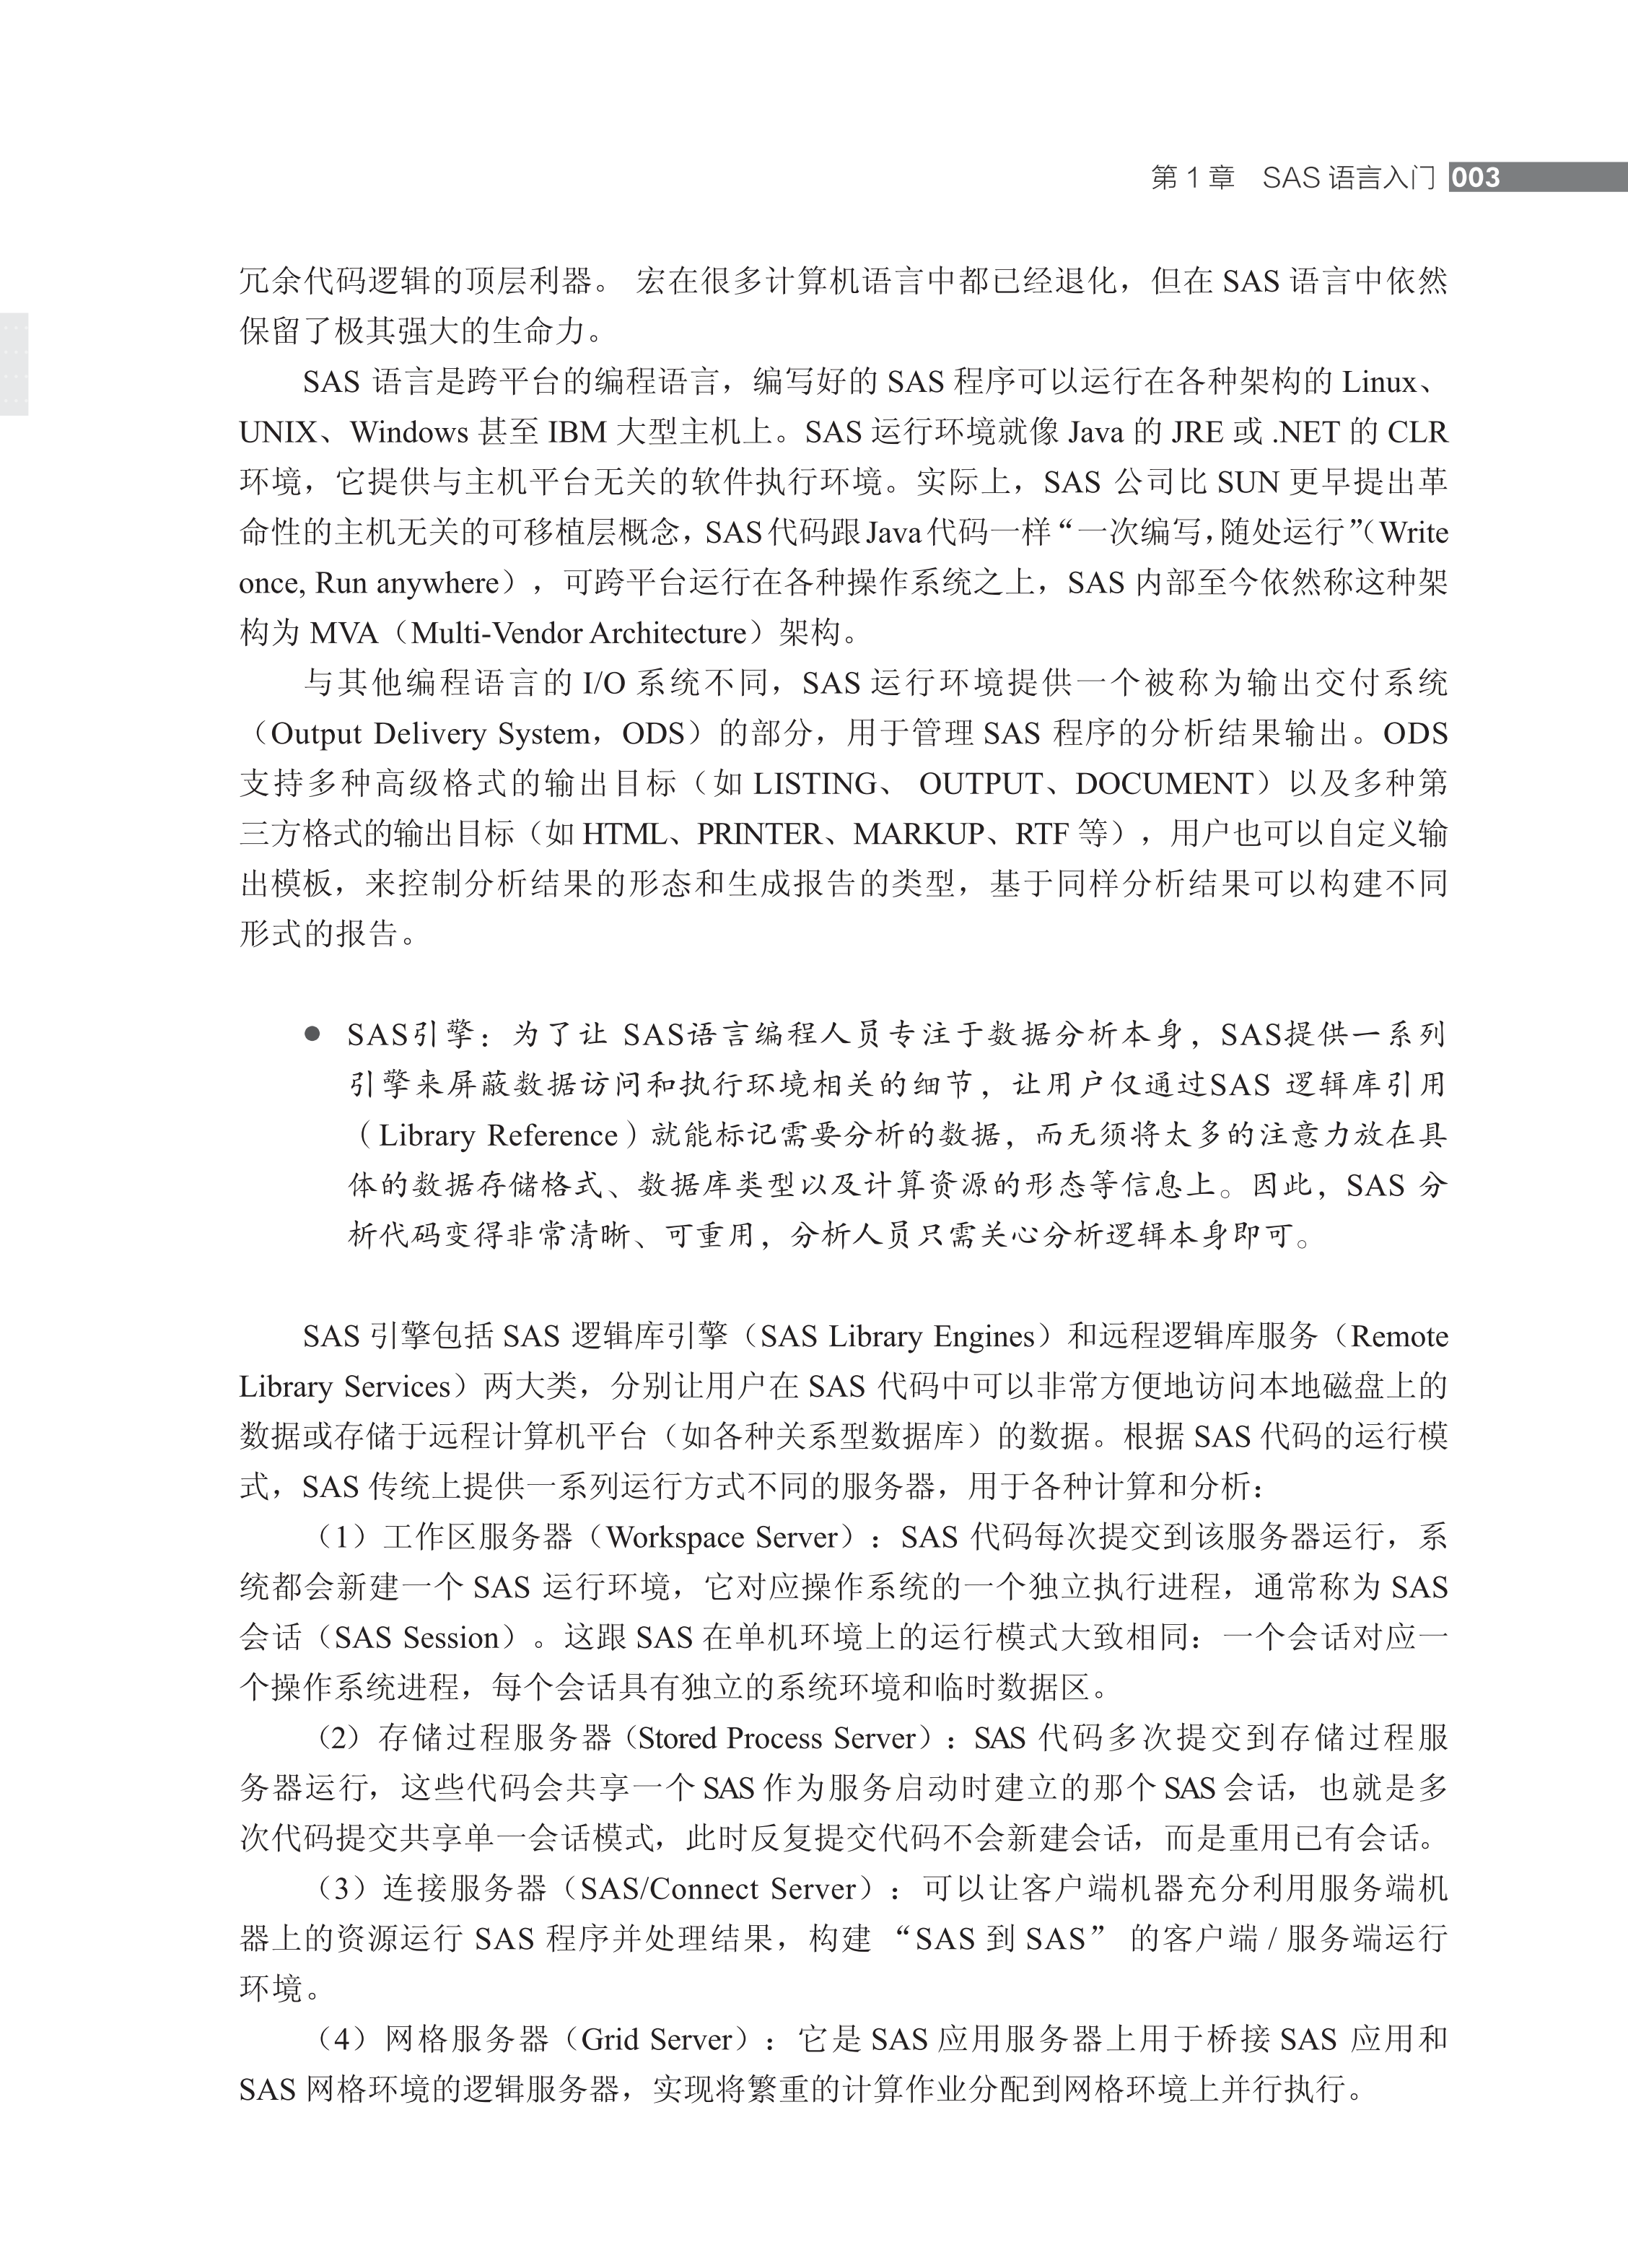 第 1 章　SAS 语言入门 003
冗余代码逻辑的顶层利器。 宏在很多计算机语言中都已经退化，但在 SAS 语言中依然
保留了极其强大的生命力。
SAS 语言是跨平台的编程语言，编写好的 SAS 程序可以运行在各种架构的 Linux、
UNIX、Windows 甚至 IBM 大型主机上。SAS 运行环境就像 Java 的 JRE 或 .NET 的 CLR
环境，它提供与主机平台无关的软件执行环境。实际上，SAS 公司比 SUN 更早提出革
命性的主机无关的可移植层概念，SAS代码跟Java代码一样“一次编写，随处运行”（Write
once, Run anywhere），可跨平台运行在各种操作系统之上，SAS 内部至今依然称这种架
构为 MVA（Multi-Vendor Architecture）架构。
与其他编程语言的 I/O 系统不同，SAS 运行环境提供一个被称为输出交付系统
（Output Delivery System，ODS）的部分，用于管理 SAS 程序的分析结果输出。ODS
支持多种高级格式的输出目标（如 LISTING、 OUTPUT、DOCUMENT）以及多种第
三方格式的输出目标（如 HTML、PRINTER、MARKUP、RTF 等），用户也可以自定义输
出模板，来控制分析结果的形态和生成报告的类型，基于同样分析结果可以构建不同
形式的报告。
● SAS引擎：为了让 SAS语言编程人员专注于数据分析本身，SAS提供一系列
引擎来屏蔽数据访问和执行环境相关的细节，让用户仅通过SAS 逻辑库引用
（Library Reference）就能标记需要分析的数据，而无须将太多的注意力放在具
体的数据存储格式、数据库类型以及计算资源的形态等信息上。因此，SAS 分
析代码变得非常清晰、可重用，分析人员只需关心分析逻辑本身即可。
SAS 引擎包括 SAS 逻辑库引擎（SAS Library Engines）和远程逻辑库服务（Remote
Library Services）两大类，分别让用户在 SAS 代码中可以非常方便地访问本地磁盘上的
数据或存储于远程计算机平台（如各种关系型数据库）的数据。根据 SAS 代码的运行模
式，SAS 传统上提供一系列运行方式不同的服务器，用于各种计算和分析：
（1）工作区服务器（Workspace Server）：SAS 代码每次提交到该服务器运行，系
统都会新建一个 SAS 运行环境，它对应操作系统的一个独立执行进程，通常称为 SAS
会话（SAS Session）。这跟 SAS 在单机环境上的运行模式大致相同：一个会话对应一
个操作系统进程，每个会话具有独立的系统环境和临时数据区。
（2）存储过程服务器（Stored Process Server）：SAS 代码多次提交到存储过程服
务器运行，这些代码会共享一个 SAS 作为服务启动时建立的那个 SAS 会话，也就是多
次代码提交共享单一会话模式，此时反复提交代码不会新建会话，而是重用已有会话。
（3）连接服务器（SAS/Connect Server）：可以让客户端机器充分利用服务端机
器上的资源运行 SAS 程序并处理结果，构建 “SAS 到 SAS” 的客户端 / 服务端运行
环境。
（4）网格服务器（Grid Server）：它是 SAS 应用服务器上用于桥接 SAS 应用和
SAS 网格环境的逻辑服务器，实现将繁重的计算作业分配到网格环境上并行执行。